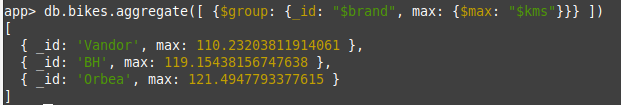 app> db.bikes.aggregate([ {$group: {_id: "$brand", max: {$max: "$kms"}}} ])
[
  { _id: 'Vandor', max: 110.23203811914061 },
  { _id: 'BH', max: 119.15438156747638 },
  { _id: 'Orbea', max: 121.4947793377615 }
]